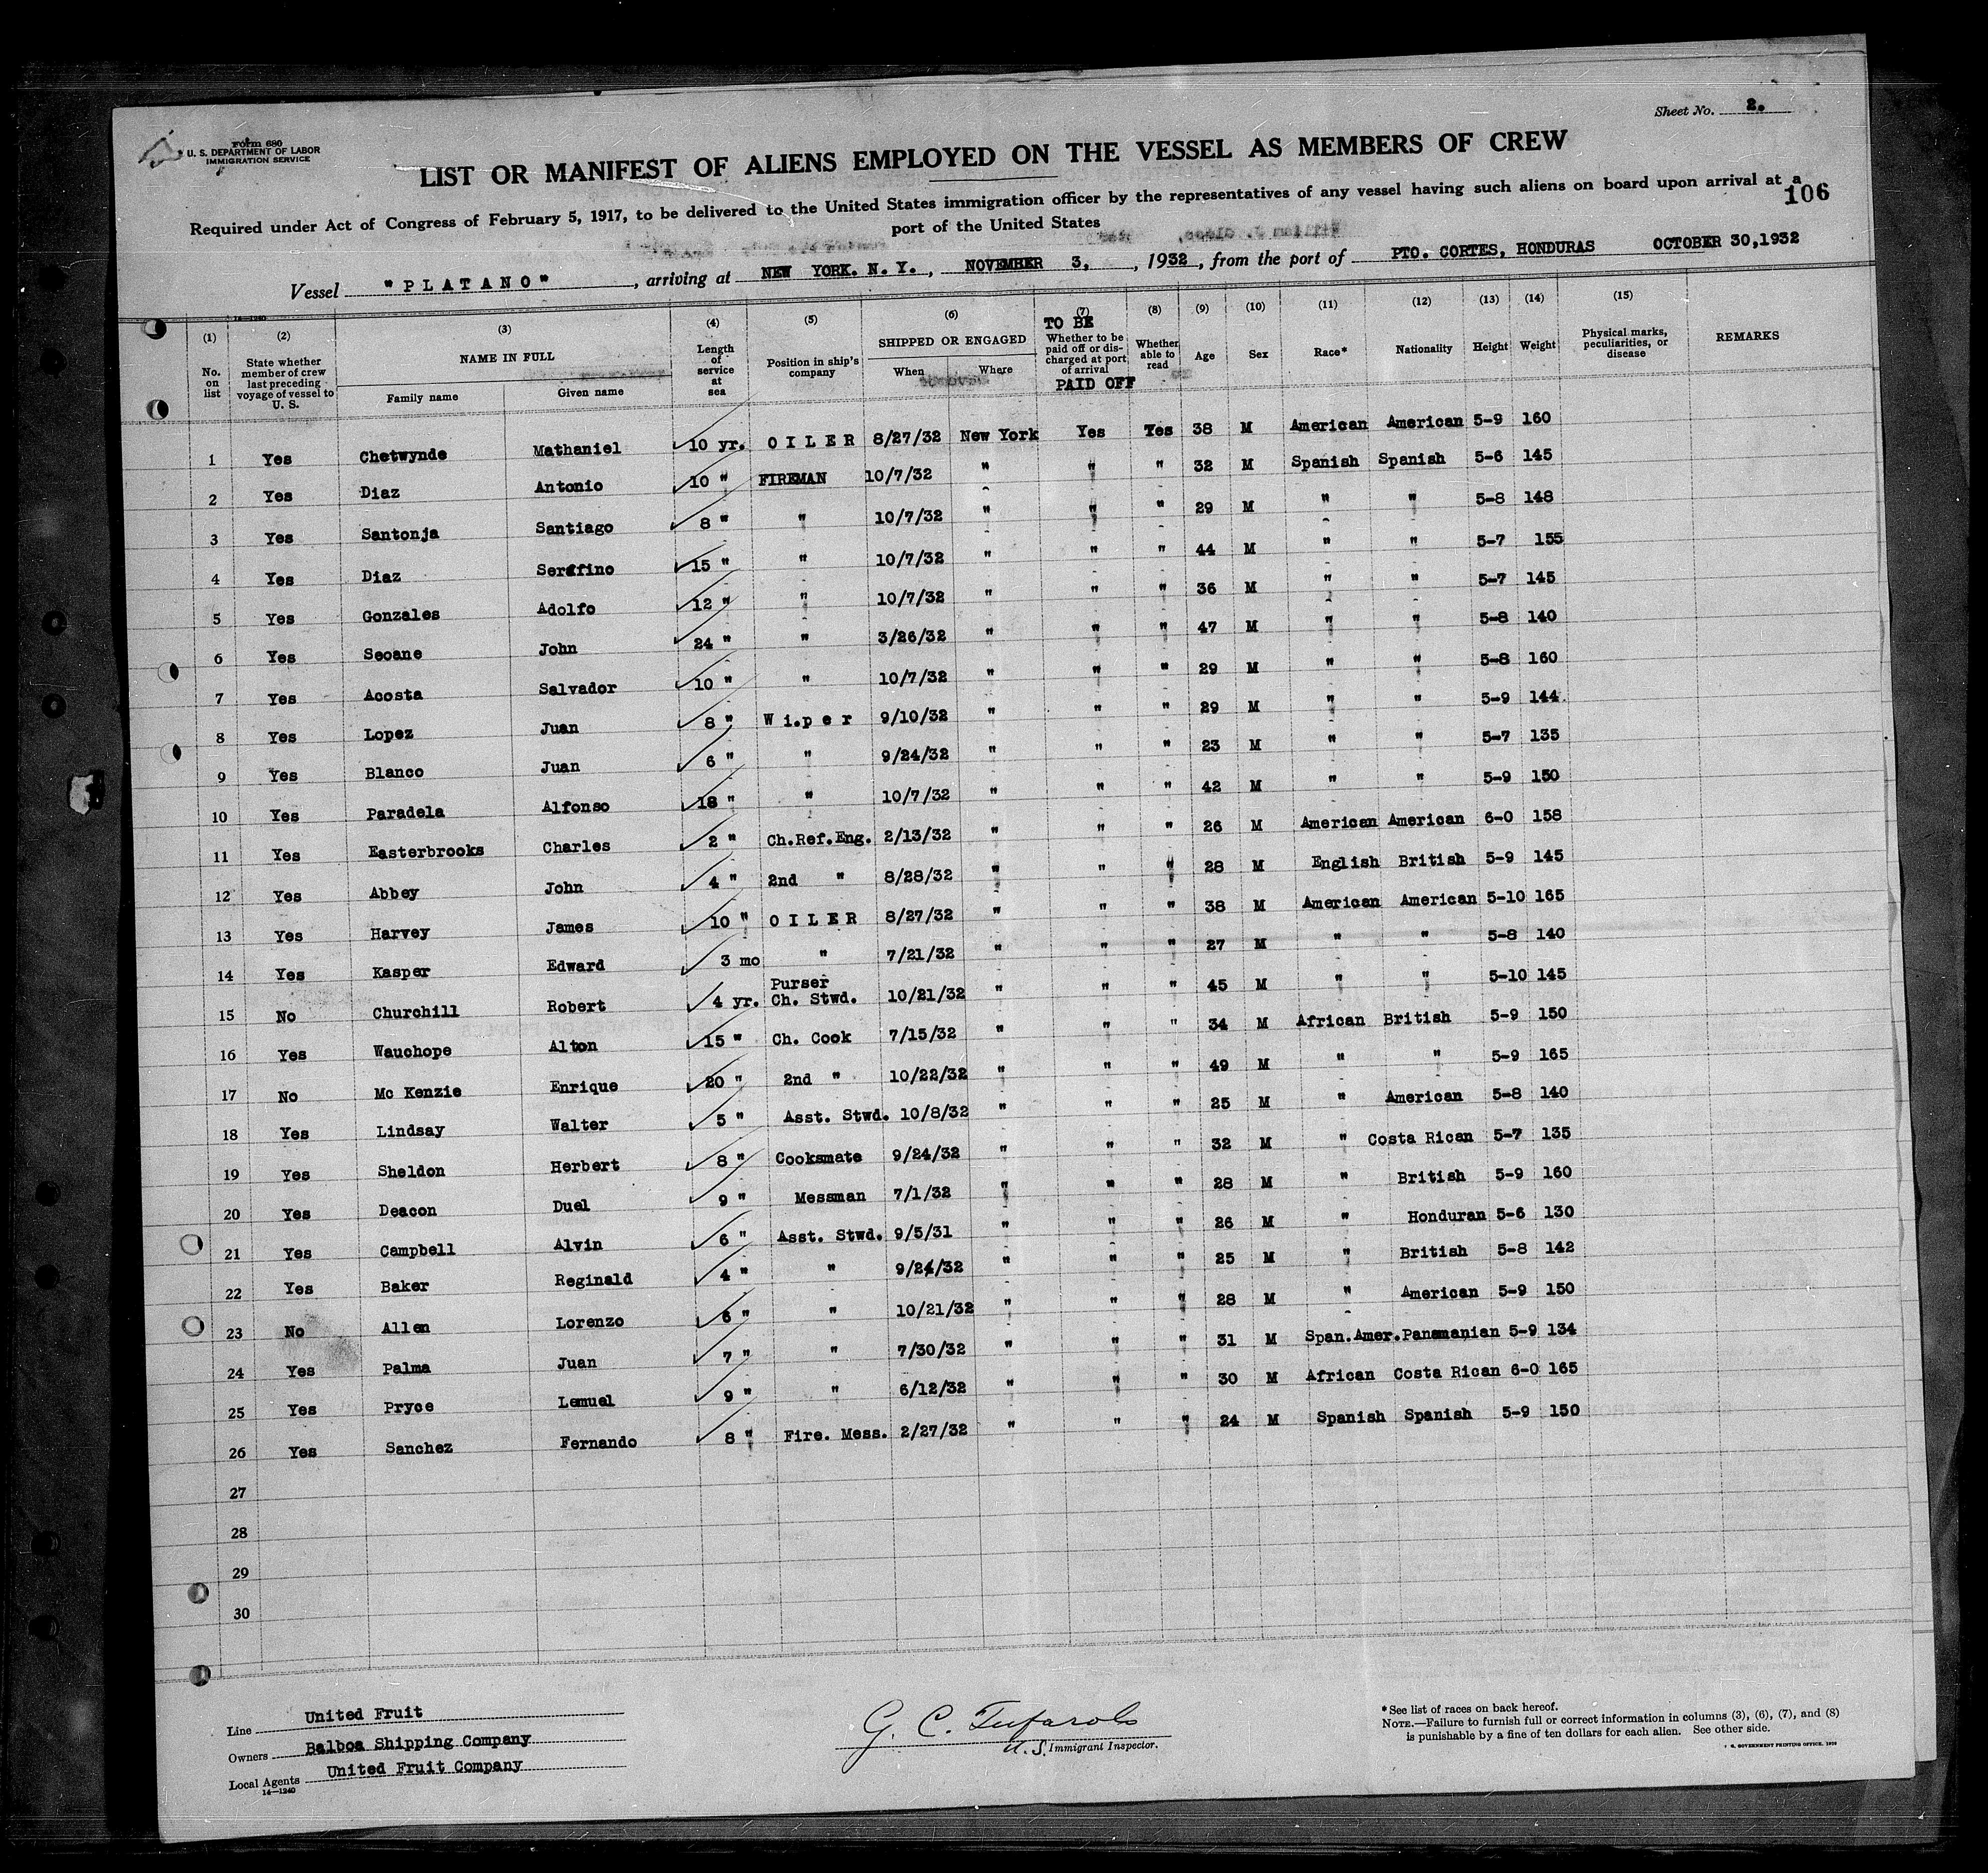 Sheet No. 2.
Form 680
U. S. DEPARTMENT OF LABOR
IMMIGRATION SERVICE
LIST OR MANIFEST OF ALIENS EMPLOYED ON THE VESSEL AS MEMBERS OF CREW
106
Required under Act of Congress of February 5, 1917, to be delivered to the United States immigration officer by the representatives of any vessel having such aliens on board upon arrival at a
port of the United States
Vessel "PLATANO", arriving at NEW YORK. N. Y., NOVEMBER 3, , 1932, from the port of PTO. CORTES, HONDURAS OCTOBER 30,1932
14-1240
(1) (2) (3) (4) (5) (6) (7) (8) (9) (10) (11) (12) (13) (14) (15)
No. on list
State whether member of crew last preceding voyage of vessel to U. S.
NAME IN FULL
Family name Given name
Length of service at sea
Position in ship's company
SHIPPED OR ENGAGED
When Where
TO BE
Whether to be paid off or discharged at port of arrival
PAID OFF
Whether able to read
Age Sex Race* Nationality Height Weight
Physical marks, peculiarities, or disease
REMARKS
1 Yes Chetwynde Mathaniel 10 yr. OILER 8/27/32 New York Yes Yes 38 M American American 5-9 160
2 Yes Diaz Antonio 10 " FIREMAN 10/7/32 " " " 32 M Spanish Spanish 5-6 145
3 Yes Santonja Santiago 8 " " 10/7/32 " " " 29 M " " 5-8 148
4 Yes Diaz Serefino 15 " " 10/7/32 " " " 44 M " " 5-7 155
5 Yes Gonzales Adolfo 12 " " 10/7/32 " " " 36 M " " 5-7 145
6 Yes Seoane John 24 " " 3/26/32 " " " 47 M " " 5-8 140
7 Yes Acosta Salvador 10 " " 10/7/32 " " " 29 M " " 5-8 160
8 Yes Lopez Juan 8 " Wi.per 9/10/32 " " " 29 M " " 5-9 144
9 Yes Blanco Juan 6 " " 9/24/32 " " " 23 M " " 5-7 135
10 Yes Paradela Alfonso 18 " " 10/7/32 " " " 42 M " " 5-9 150
11 Yes Easterbrooks Charles 2 " Ch.Ref.Eng. 2/13/32 " " " 26 M American American 6-0 158
12 Yes Abbey John 4 " 2nd " 8/28/32 " " " 28 M English British 5-9 145
13 Yes Harvey James 10 " OILER 8/27/32 " " " 38 M American American 5-10 165
14 Yes Kasper Edward 3 mo " 7/21/32 " " " 27 M " " 5-8 140
15 No Churchill Robert 4 yr. Purser Ch. Stwd. 10/21/32 " " " 45 M " " 5-10 145
16 Yes Wauchope Alton 15 " Ch. Cook 7/15/32 " " " 34 M African British 5-9 150
17 No Mc Kenzie Enrique 20 " 2nd " 10/22/32 " " " 49 M " " 5-9 165
18 Yes Lindsay Walter 5 " Asst. Stwd. 10/8/32 " " " 25 M " American 5-8 140
19 Yes Sheldon Herbert 8 " Cooksmate 9/24/32 " " " 32 M " Costa Rican 5-7 135
20 Yes Deacon Duel 9 " Messman 7/1/32 " " " 28 M " British 5-9 160
21 Yes Campbell Alvin 6 " Asst. Stwd. 9/5/31 " " " 26 M " Honduran 5-6 130
22 Yes Baker Reginald 4 " " 9/24/32 " " " 25 M " British 5-8 142
23 No Allen Lorenzo 6 " " 10/21/32 " " " 28 M " American 5-9 150
24 Yes Palma Juan 7 " " 7/30/32 " " " 31 M Span.Amer. Panamanian 5-9 134
25 Yes Pryce Lemuel 9 " " 6/12/32 " " " 30 M African Costa Rican 6-0 165
26 Yes Sanchez Fernando 8 " Fire. Mess. 2/27/32 " " " 24 M Spanish Spanish 5-9 150
27
28
29
30
Line United Fruit
Owners Balboa Shipping Company
Local Agents United Fruit Company
14-1240
G. C. Tufarolo
U. S. Immigrant Inspector.
*See list of races on back hereof.
NOTE.—Failure to furnish full or correct information in columns (3), (6), (7), and (8)
is punishable by a fine of ten dollars for each alien. See other side.